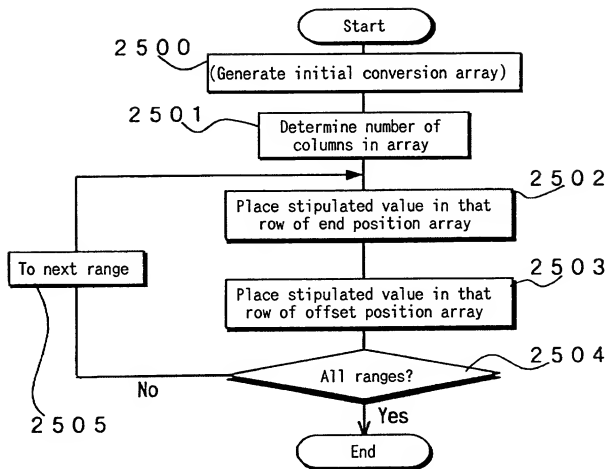 Start
2500
(Generate initial conversion array)
2501
Determine number of
columns in array
2502
Place stipulated value in that
row of end position array
To next range
2503
Place stipulated value in that
row of offset position array
2504
All ranges?
No
2505
Yes
End